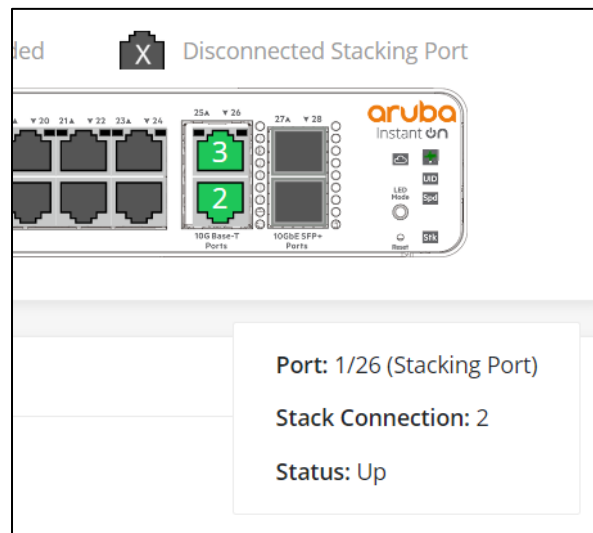 ded
X
Disconnected Stacking Port
▼ 20 21▲ ▼ 22 23▲ ▼ 24
25▲ ▼ 26
27▲ ▼ 28
aruba
Instant on
3
2
UID
LED
Mode
Spd
10G Base-T
Ports
10GbE SFP+
Ports
Reset
Stk
Port: 1/26 (Stacking Port)
Stack Connection: 2
Status: Up